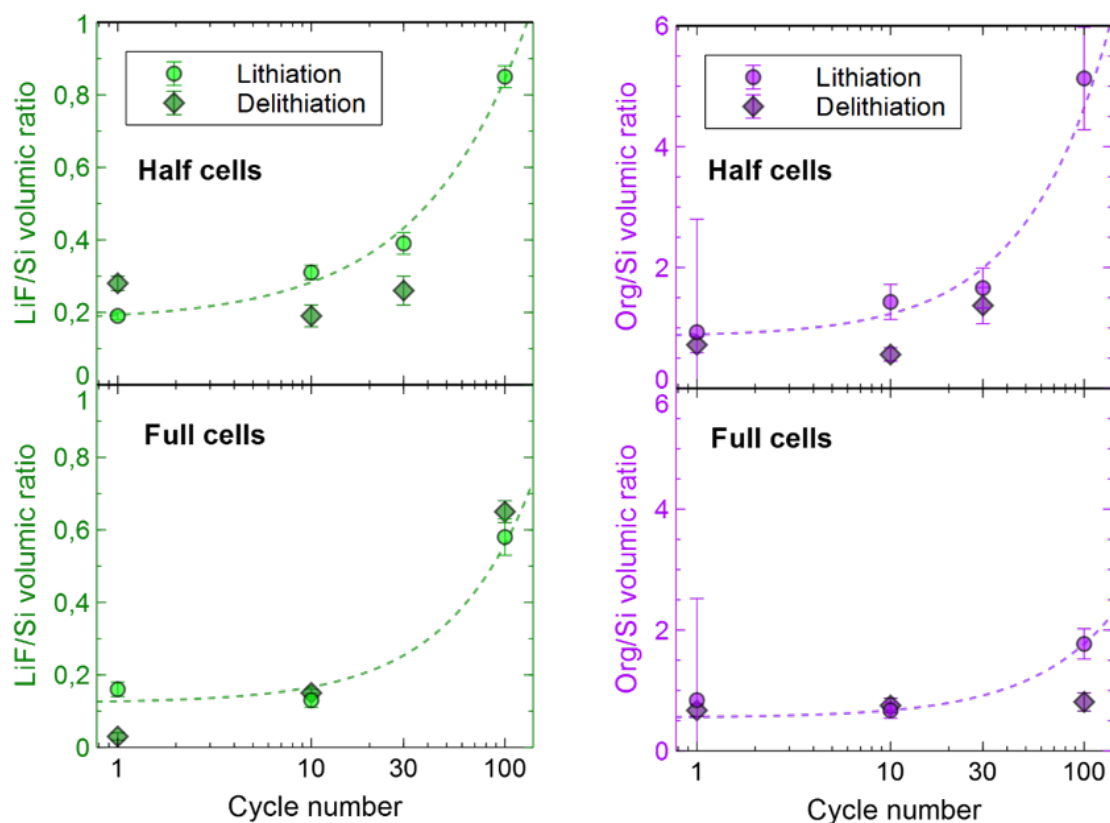 LiF/Si volumic ratio
1
0,8
0,6
0,4
0,2
0
Lithiation
Delithiation
Half cells
Org/Si volumic ratio
6
4
2
0
Lithiation
Delithiation
Half cells
LiF/Si volumic ratio
1
0,8
0,6
0,4
0,2
0
Full cells
1 10 30 100
Cycle number
Org/Si volumic ratio
6
4
2
0
Full cells
1 10 30 100
Cycle number